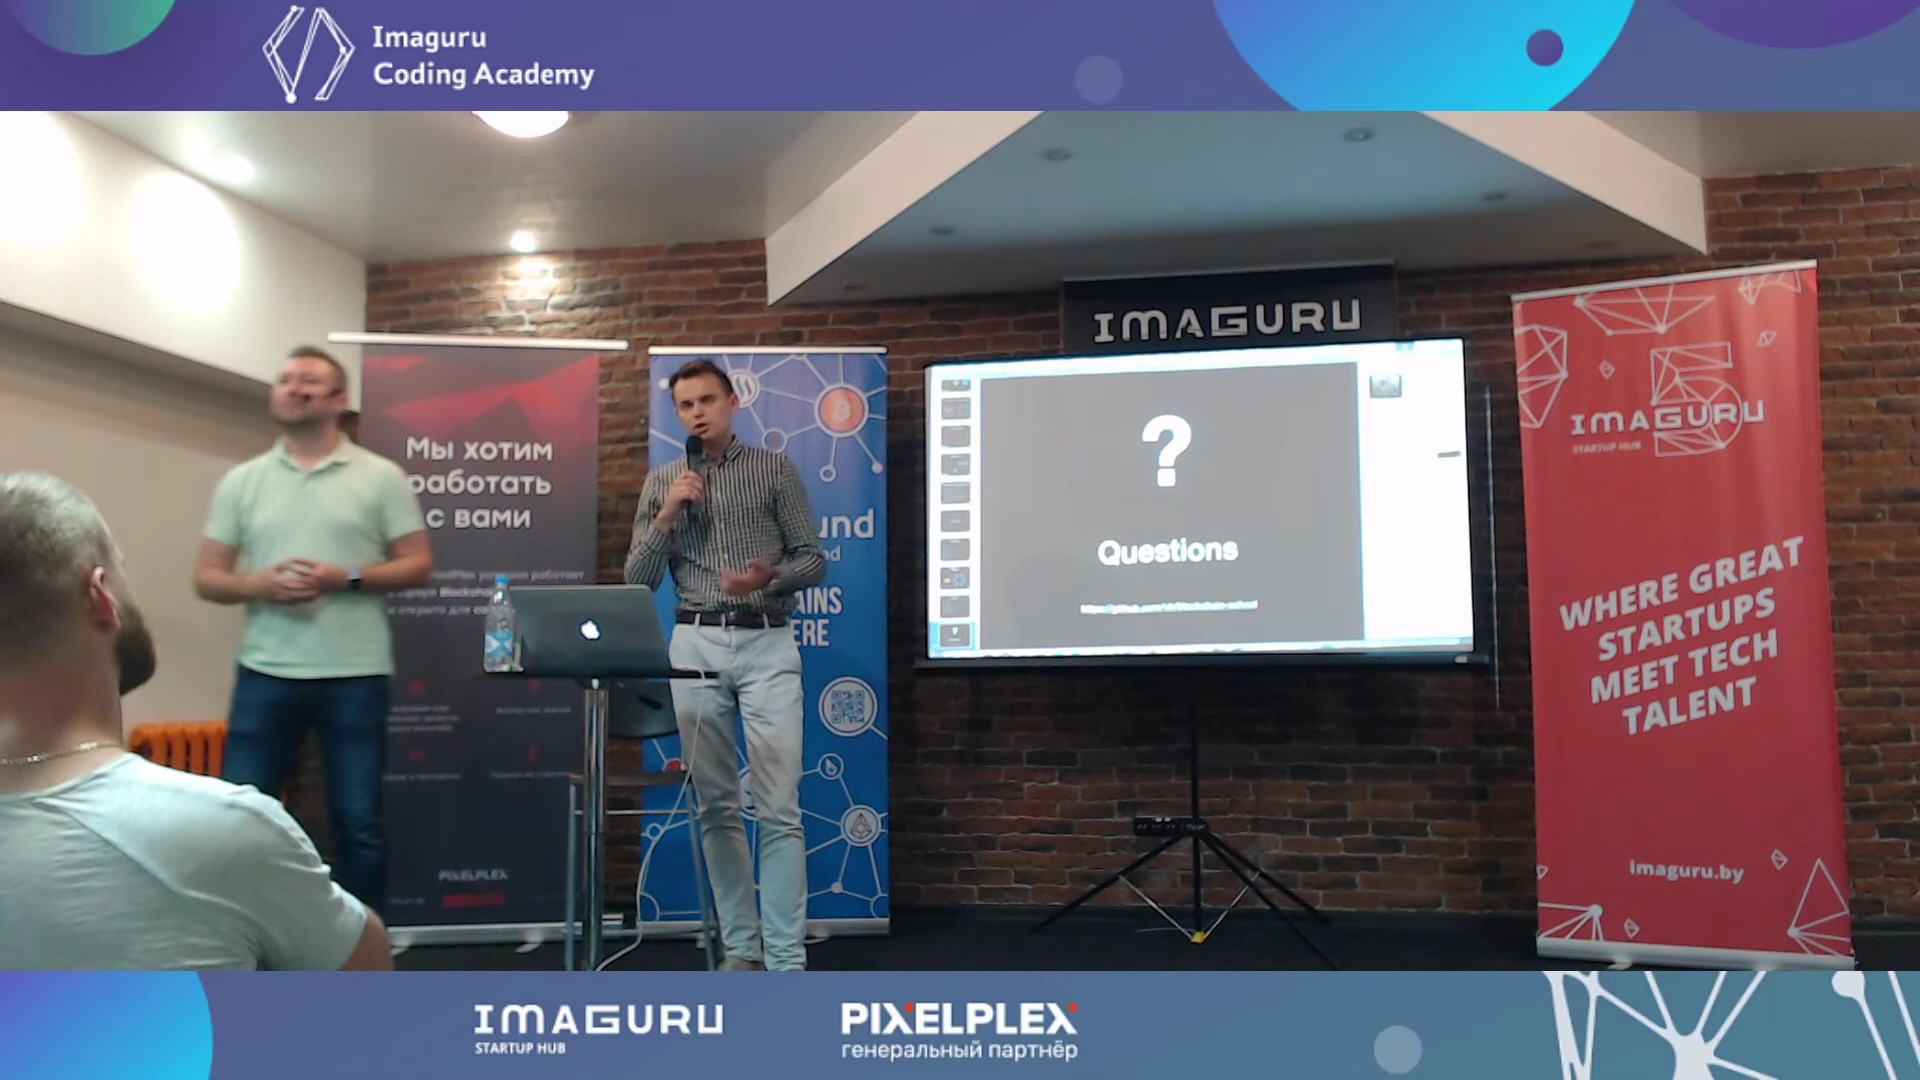 Imaguru
Coding Academy
IMAGURU
Мы хотим
работать
с вами
und
nd
AINS
ERE
PIXELPLEX
?
Questions
IMAGURU
STARTUP HUB
WHERE GREAT
STARTUPS
MEET TECH
TALENT
imaguru.by
IMAGURU
STARTUP HUB
PIXELPLEX
генеральный партнёр